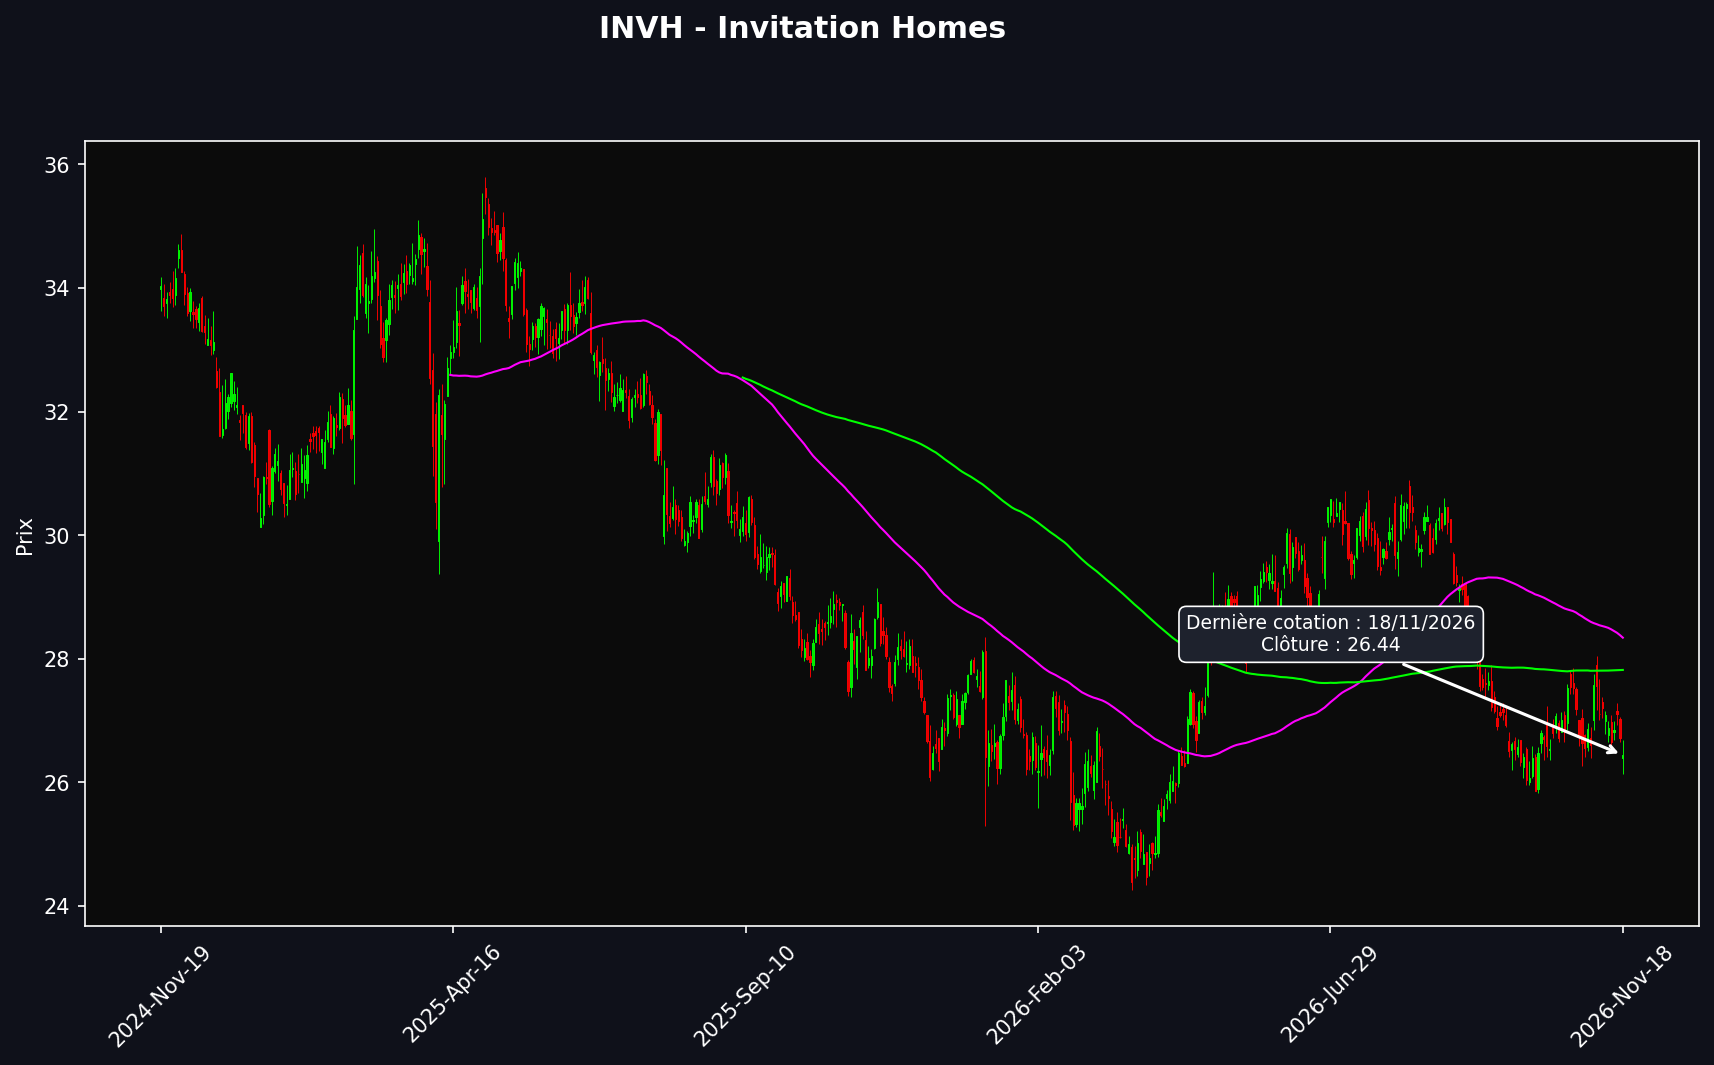 INVH - Invitation Homes
Prix
36
34
32
30
28
26
24
Dernière cotation : 18/11/2026
Clôture : 26.44
2024-Nov-19
2025-Apr-16
2025-Sep-10
2026-Feb-03
2026-Jun-29
2026-Nov-18